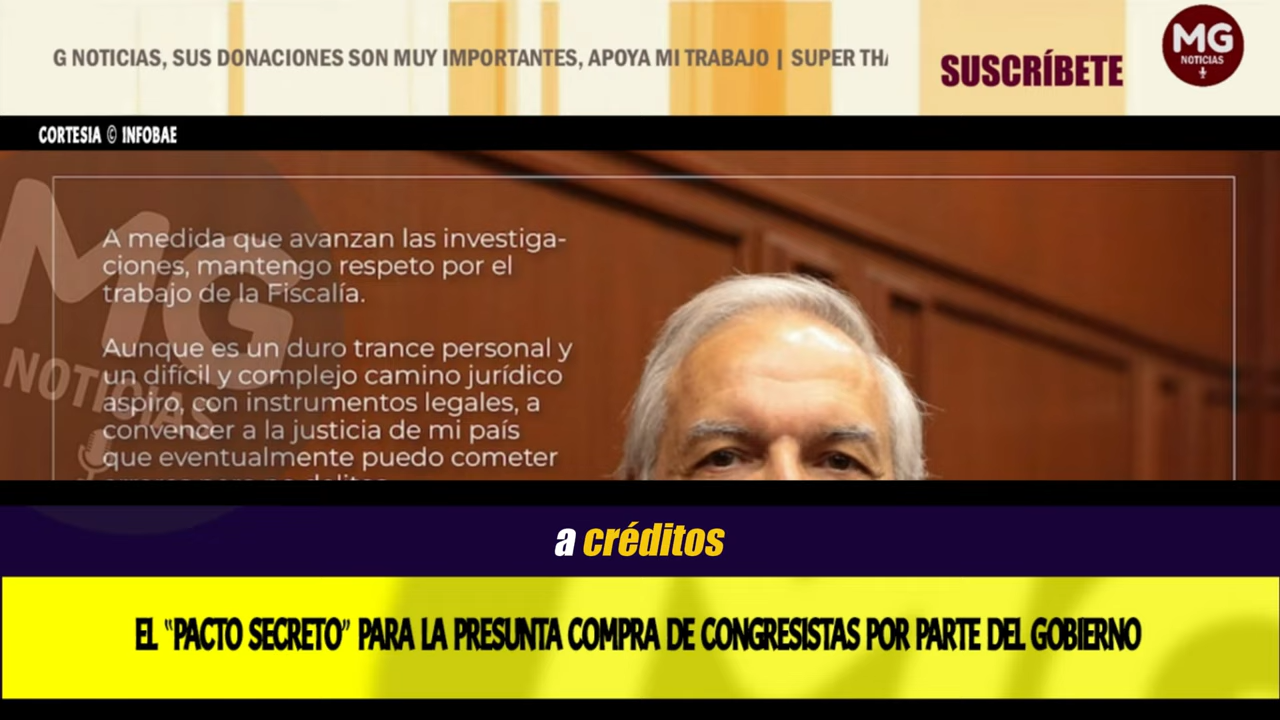 G NOTICIAS, SUS DONACIONES SON MUY IMPORTANTES, APOYA MI TRABAJO | SUPER
SUSCRÍBETE
MG
NOTICIAS
CORTESIA © INFOBAE
MG
NOTICIAS
A medida que avanzan las investiga-
ciones, mantengo respeto por el
trabajo de la Fiscalía.
Aunque es un duro trance personal y
un difícil y complejo camino jurídico
aspiro, con instrumentos legales, a
convencer a la justicia de mi país
que eventualmente puedo cometer
a créditos
EL “PACTO SECRETO” PARA LA PRESUNTA COMPRA DE CONGRESISTAS POR PARTE DEL GOBIERNO